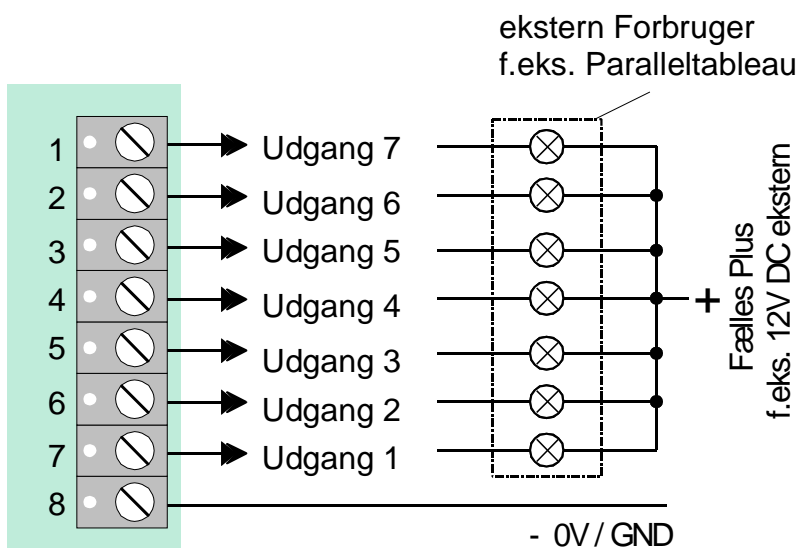 ekstern Forbruger
f.eks. Paralleltableau
1 Udgang 7
2 Udgang 6
3 Udgang 5
4 Udgang 4
5 Udgang 3
6 Udgang 2
7 Udgang 1
8
+
Fælles Plus
f.eks. 12V DC ekstern
- 0V / GND